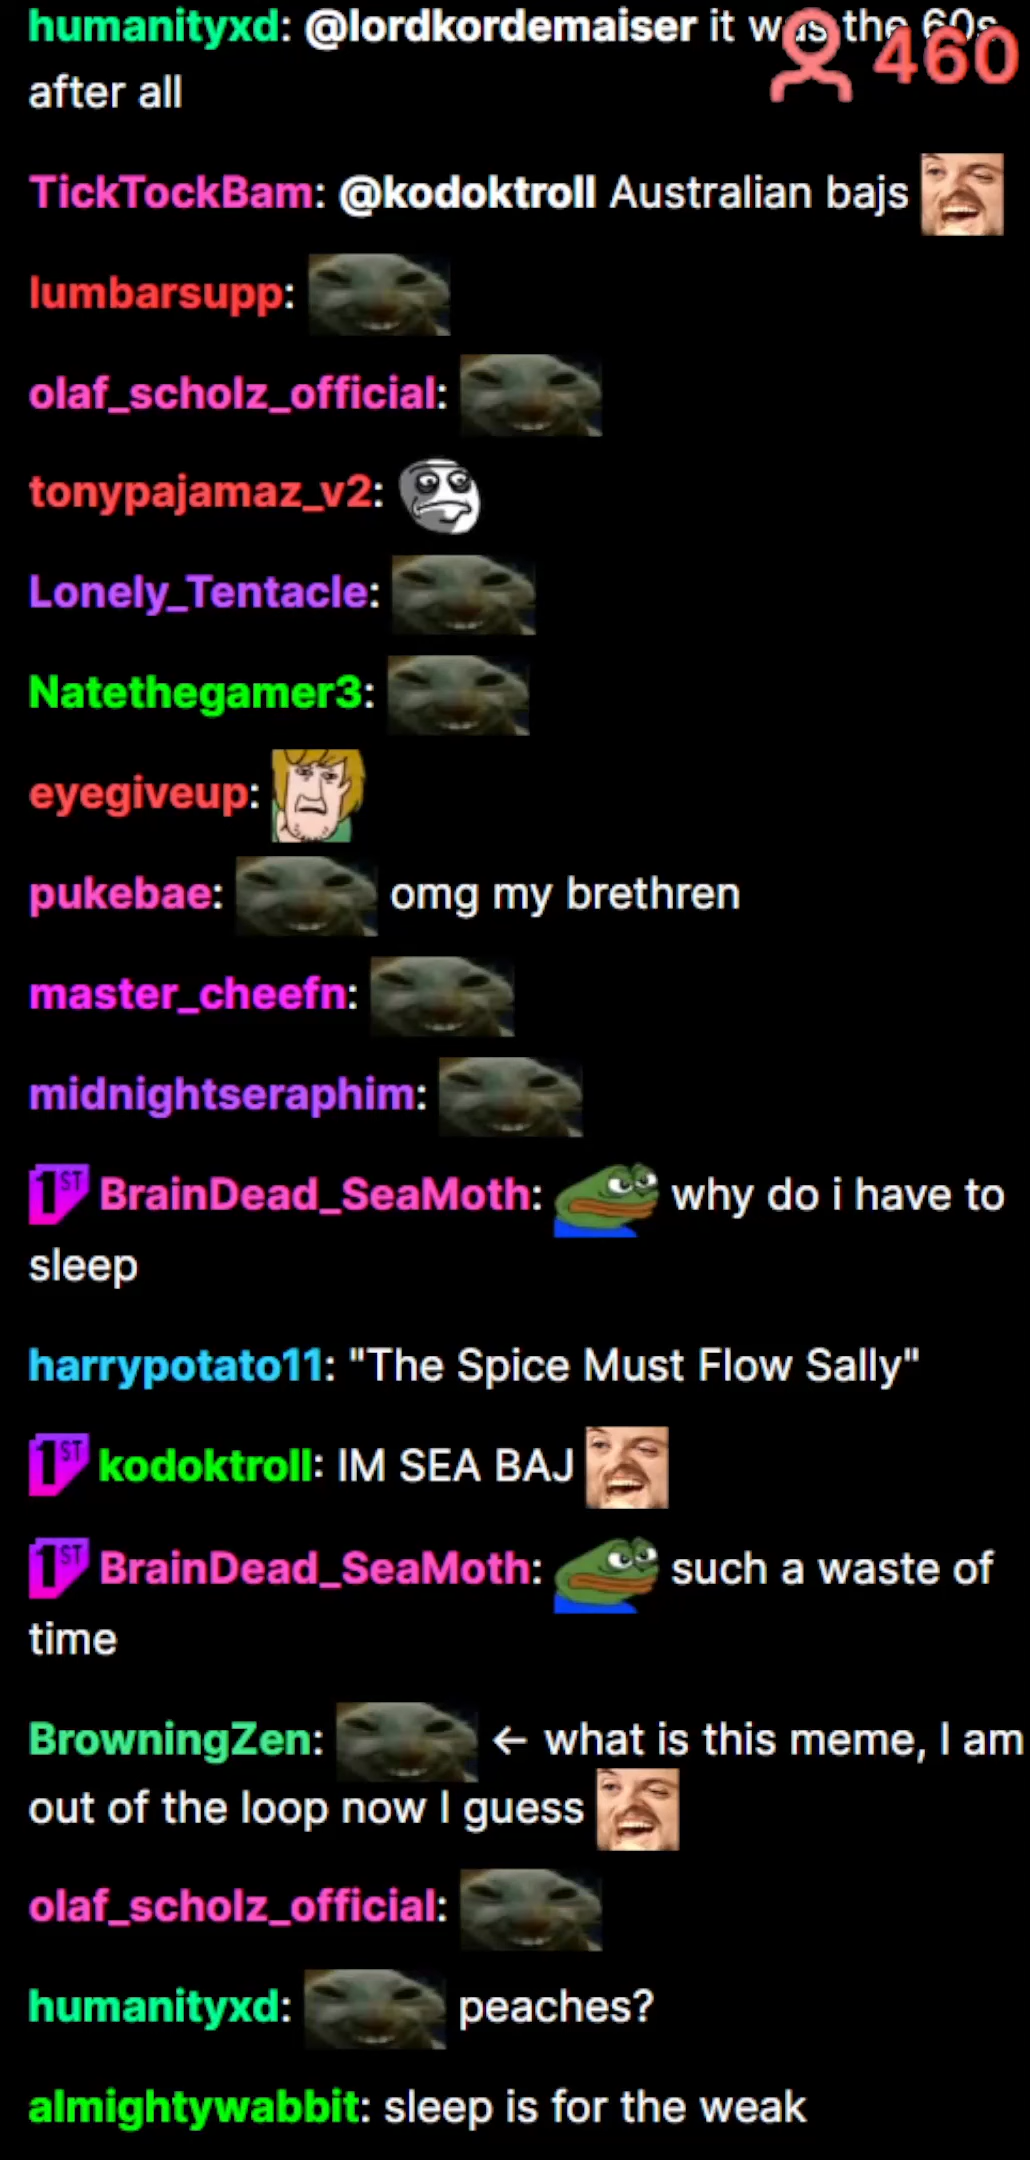 humanityxd: @lordkordemaiser it was the 60s
460
after all
TickTockBam: @kodoktroll Australian bajs
lumbarsupp:
olaf_scholz_official:
tonypajamaz_v2:
Lonely_Tentacle:
Natethegamer3:
eyegiveup:
pukebae: omg my brethren
master_cheefn:
midnightseraphim:
1ST BrainDead_SeaMoth: why do i have to
sleep
harrypotato11: "The Spice Must Flow Sally"
1ST kodoktroll: IM SEA BAJ
1ST BrainDead_SeaMoth: such a waste of
time
BrowningZen: ← what is this meme, I am
out of the loop now I guess
olaf_scholz_official:
humanityxd: peaches?
almightywabbit: sleep is for the weak